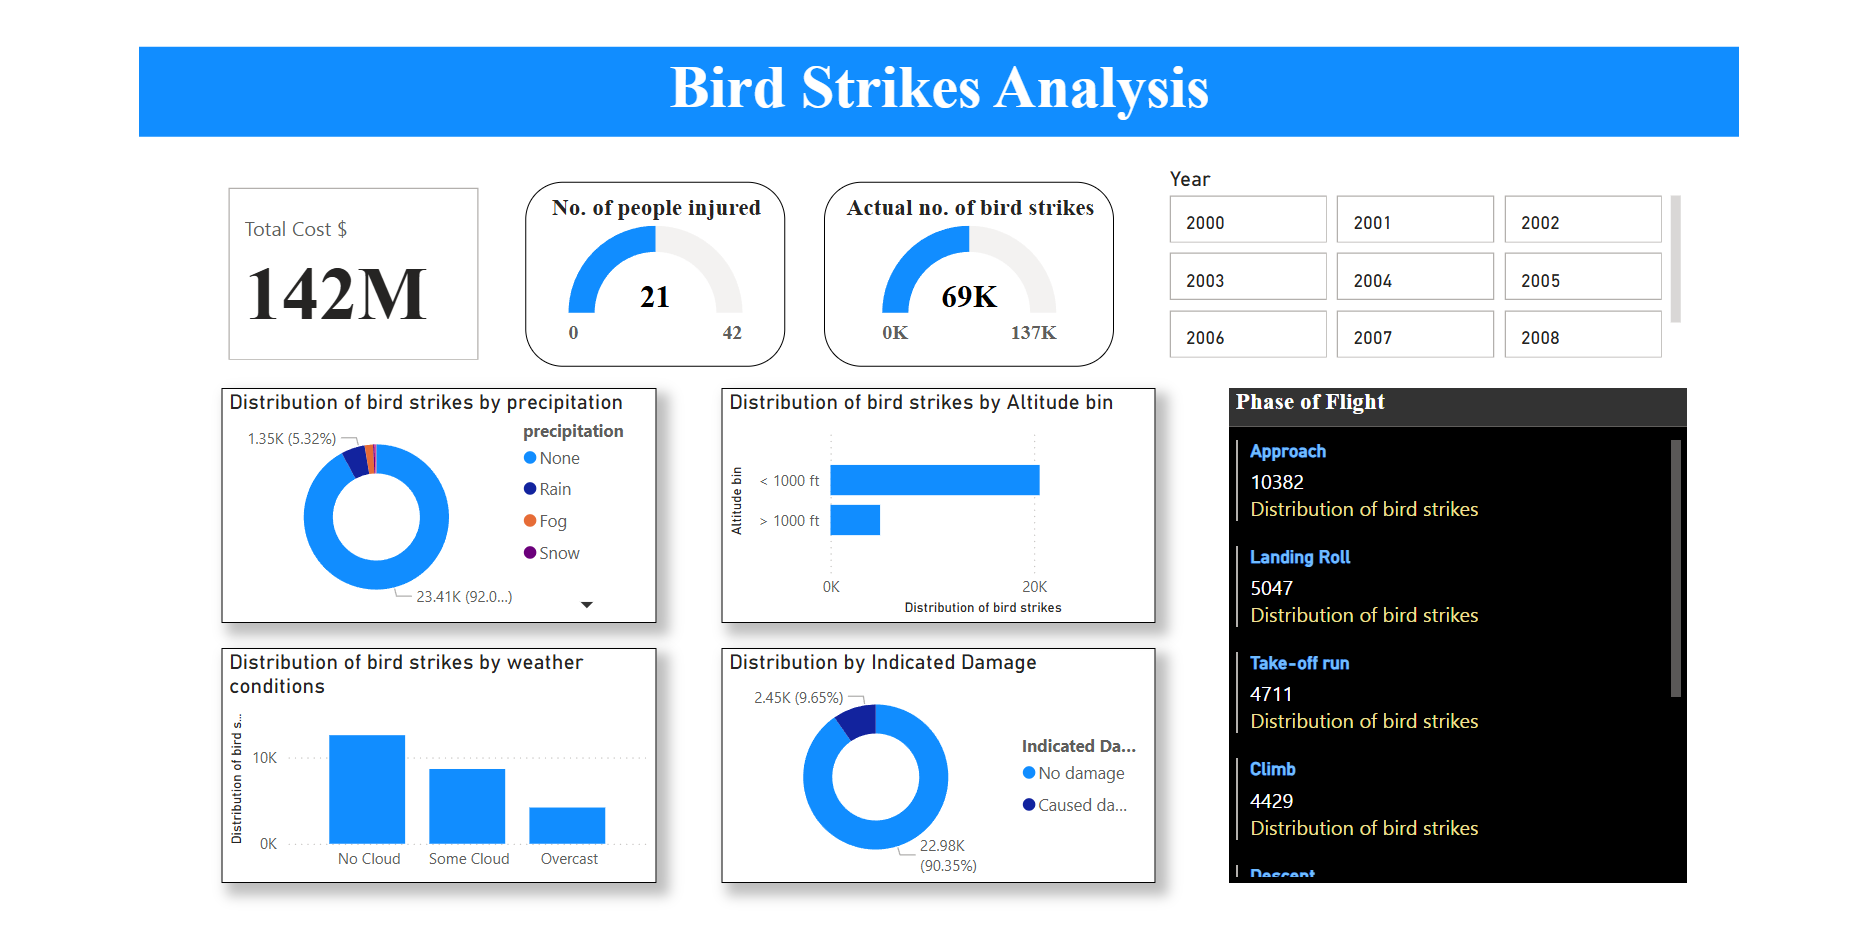 Bird Strikes Analysis
Total Cost $
142M
No. of people injured
21
0
42
Actual no. of bird strikes
69K
0K
137K
Year
2000
2001
2002
2003
2004
2005
2006
2007
2008
Distribution of bird strikes by precipitation
1.35K (5.32%)
23.41K (92.0...)
precipitation
None
Rain
Fog
Snow
Distribution of bird strikes by Altitude bin
Altitude bin
< 1000 ft
> 1000 ft
0K
20K
Distribution of bird strikes
Distribution of bird strikes by weather
conditions
Distribution of bird s...
10K
0K
No Cloud
Some Cloud
Overcast
Distribution by Indicated Damage
2.45K (9.65%)
22.98K
(90.35%)
Indicated Da...
No damage
Caused da...
Phase of Flight
Approach
10382
Distribution of bird strikes
Landing Roll
5047
Distribution of bird strikes
Take-off run
4711
Distribution of bird strikes
Climb
4429
Distribution of bird strikes
Descent